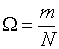 Ω = m/N